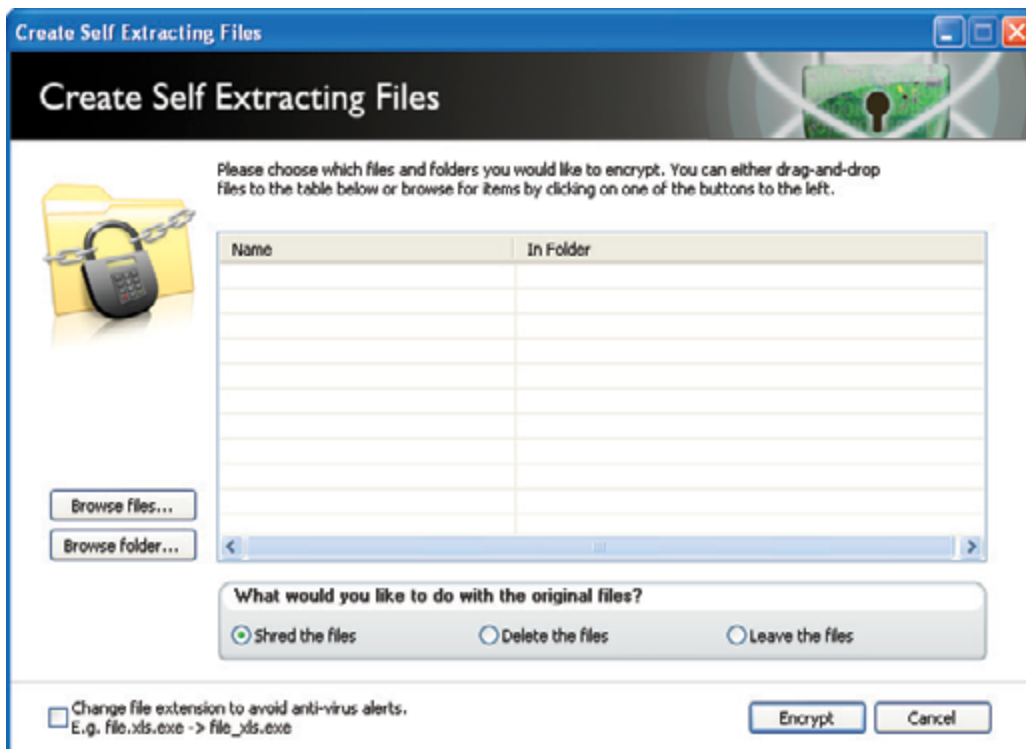 Create Self Extracting Files
Create Self Extracting Files
Please choose which files and folders you would like to encrypt. You can either drag-and-drop
files to the table below or browse for items by clicking on one of the buttons to the left.
Name In Folder
Browse files...
Browse folder...
What would you like to do with the original files?
Shred the files Delete the files Leave the files
Change file extension to avoid anti-virus alerts.
E.g. file.xls.exe -> file_xls.exe
Encrypt Cancel